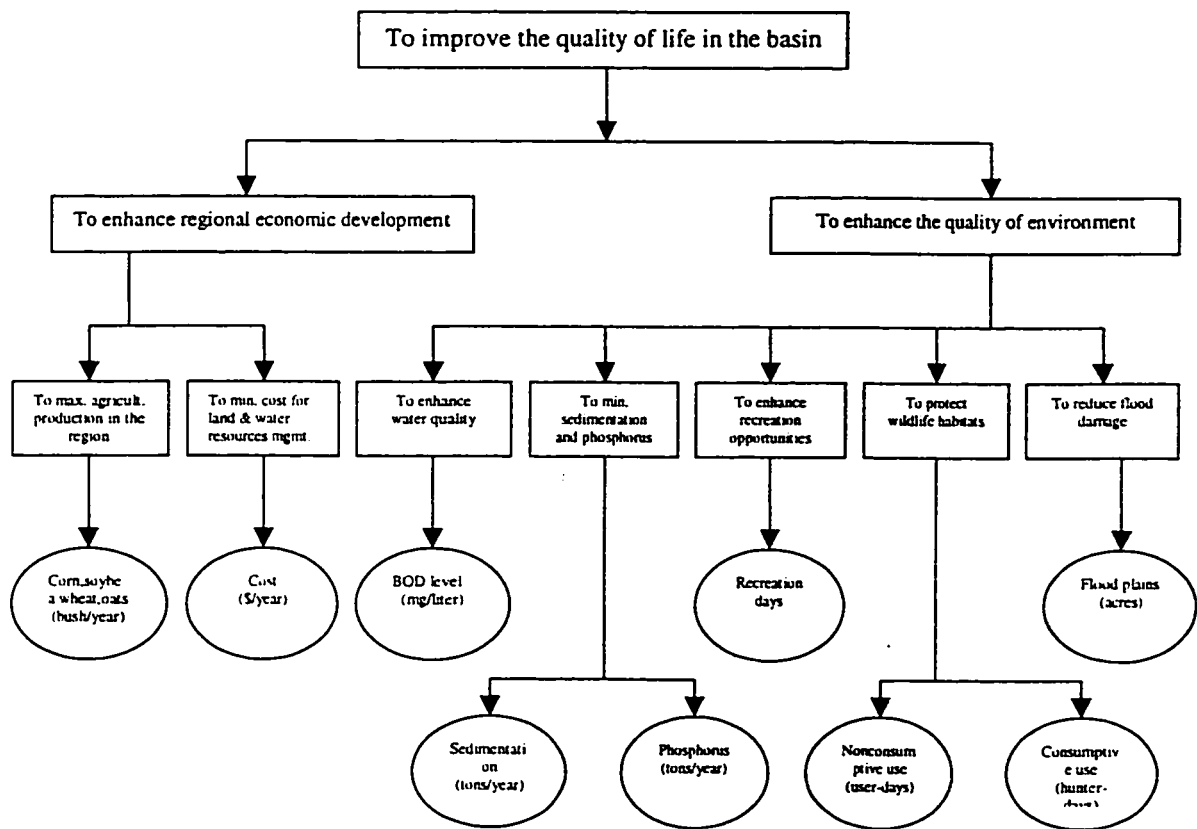 To improve the quality of life in the basin
To enhance regional economic development
To enhance the quality of environment
To max. agricult.
production in the
region
To min. cost for
land & water
resources mgmt.
To enhance
water quality
To min.
sedimentation
and phosphorus
To enhance
recreation
opportunities
To protect
wildlife habitats
To reduce flood
damage
Corn,soybe
a wheat,oats
(bush/year)
Cost
($/year)
BOD level
(mg/liter)
Recreation
days
Flood plains
(acres)
Sedimentati
on
(tons/year)
Phosphorus
(tons/year)
Nonconsum
ptive use
(user-days)
Consumptiv
e use
(hunter-
days)